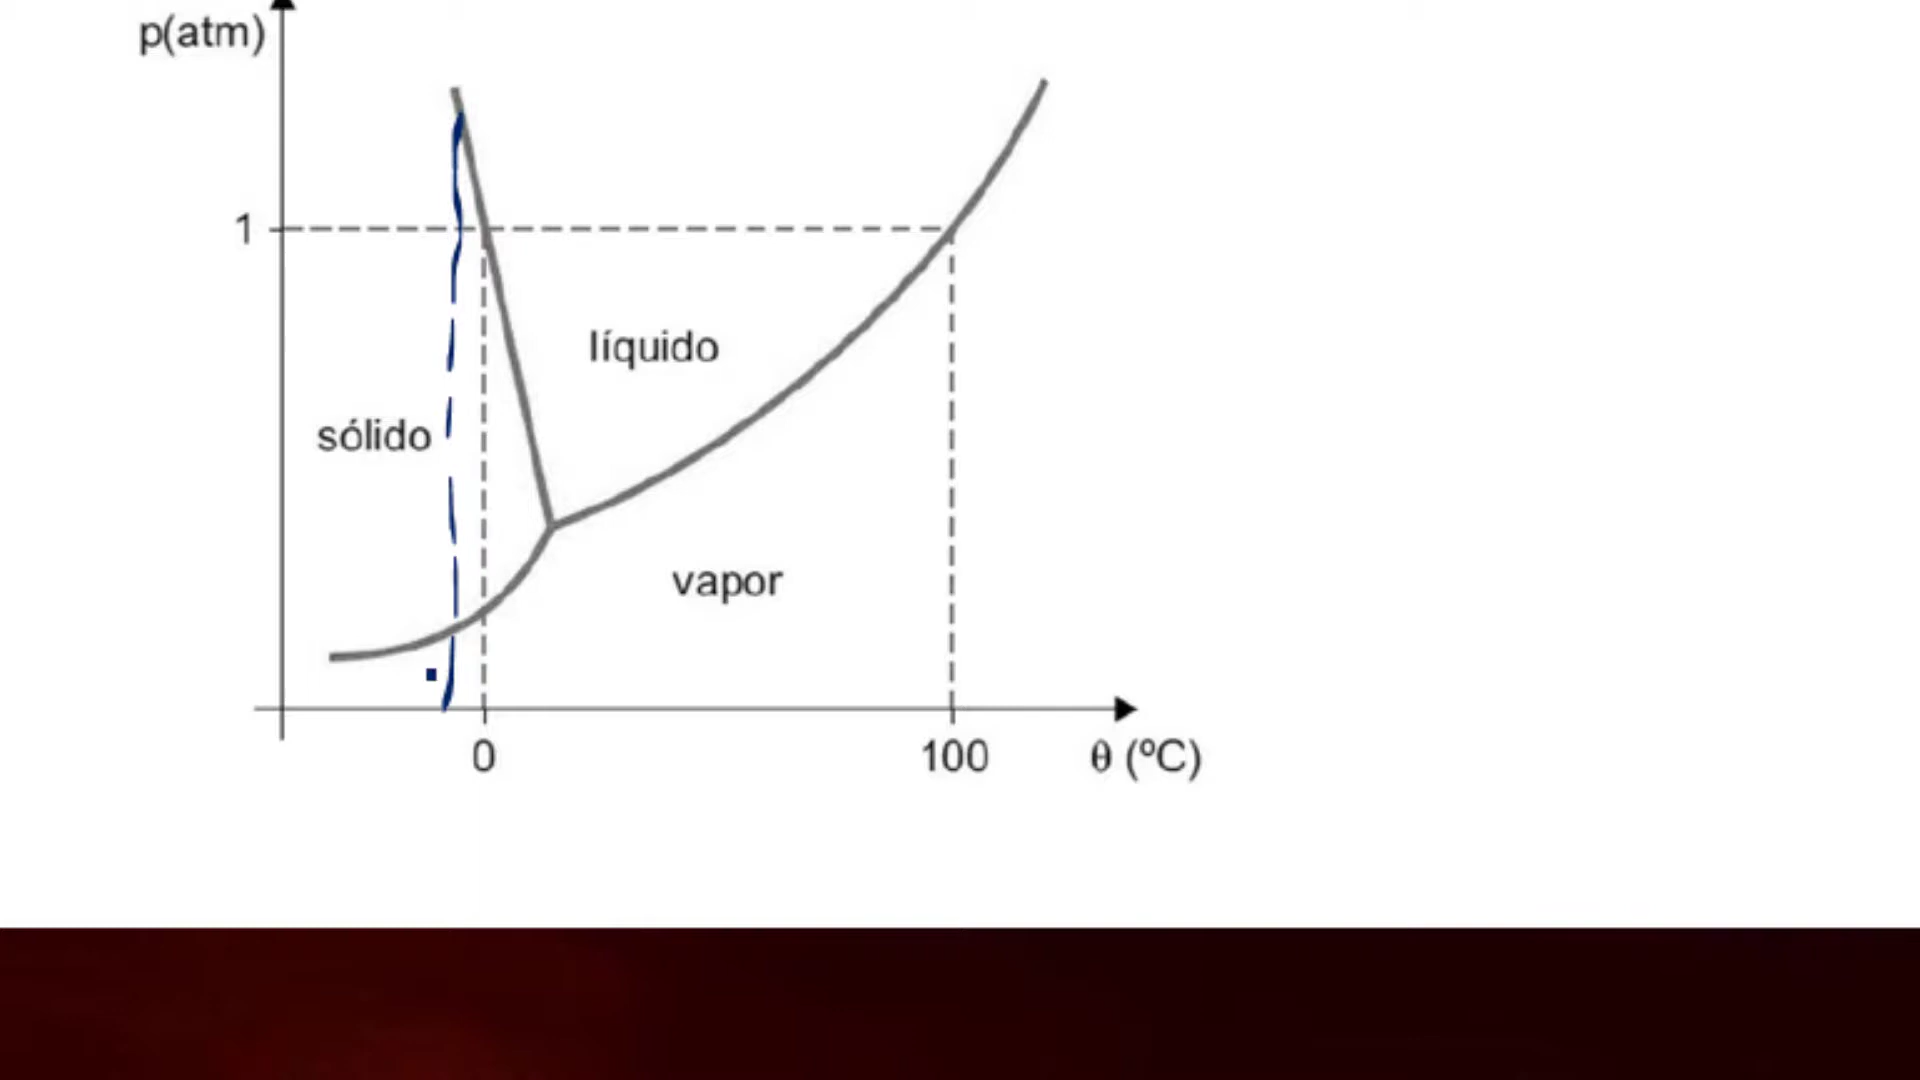 p(atm)
1
líquido
sólido
vapor
0
100
θ (ºC)